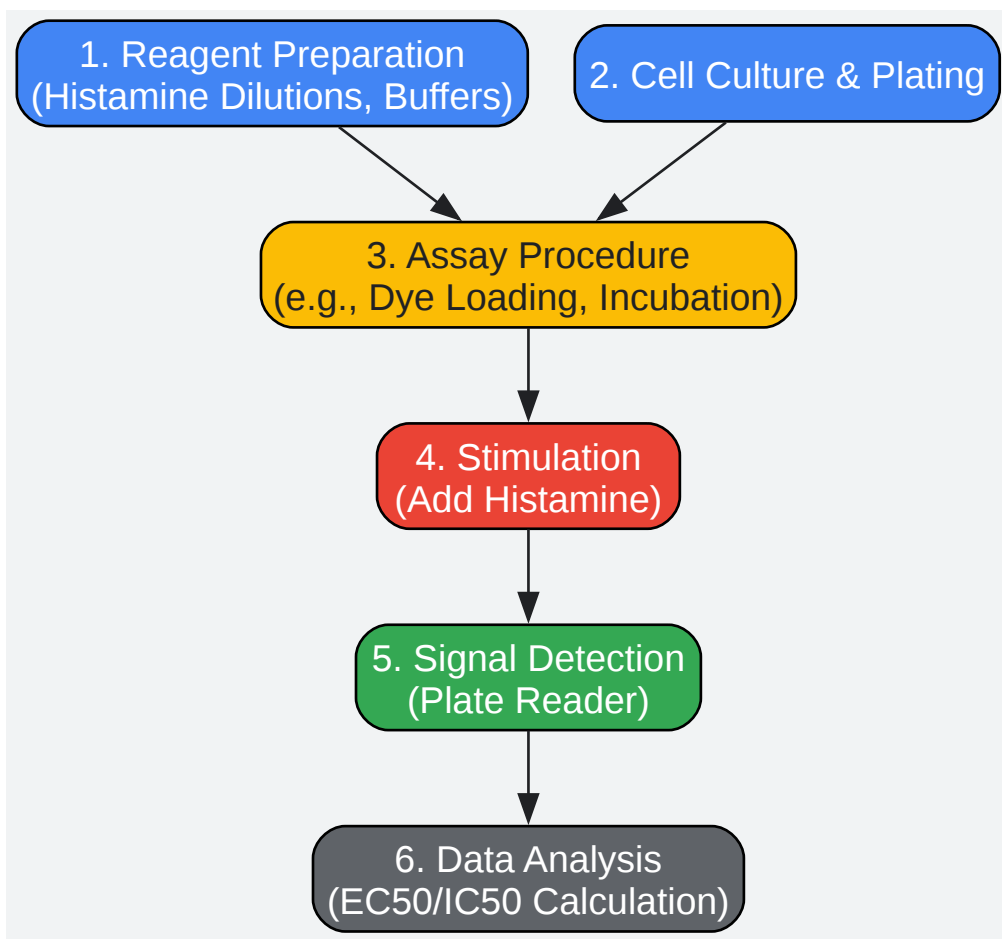 1. Reagent Preparation
(Histamine Dilutions, Buffers)
2. Cell Culture & Plating
3. Assay Procedure
(e.g., Dye Loading, Incubation)
4. Stimulation
(Add Histamine)
5. Signal Detection
(Plate Reader)
6. Data Analysis
(EC50/IC50 Calculation)